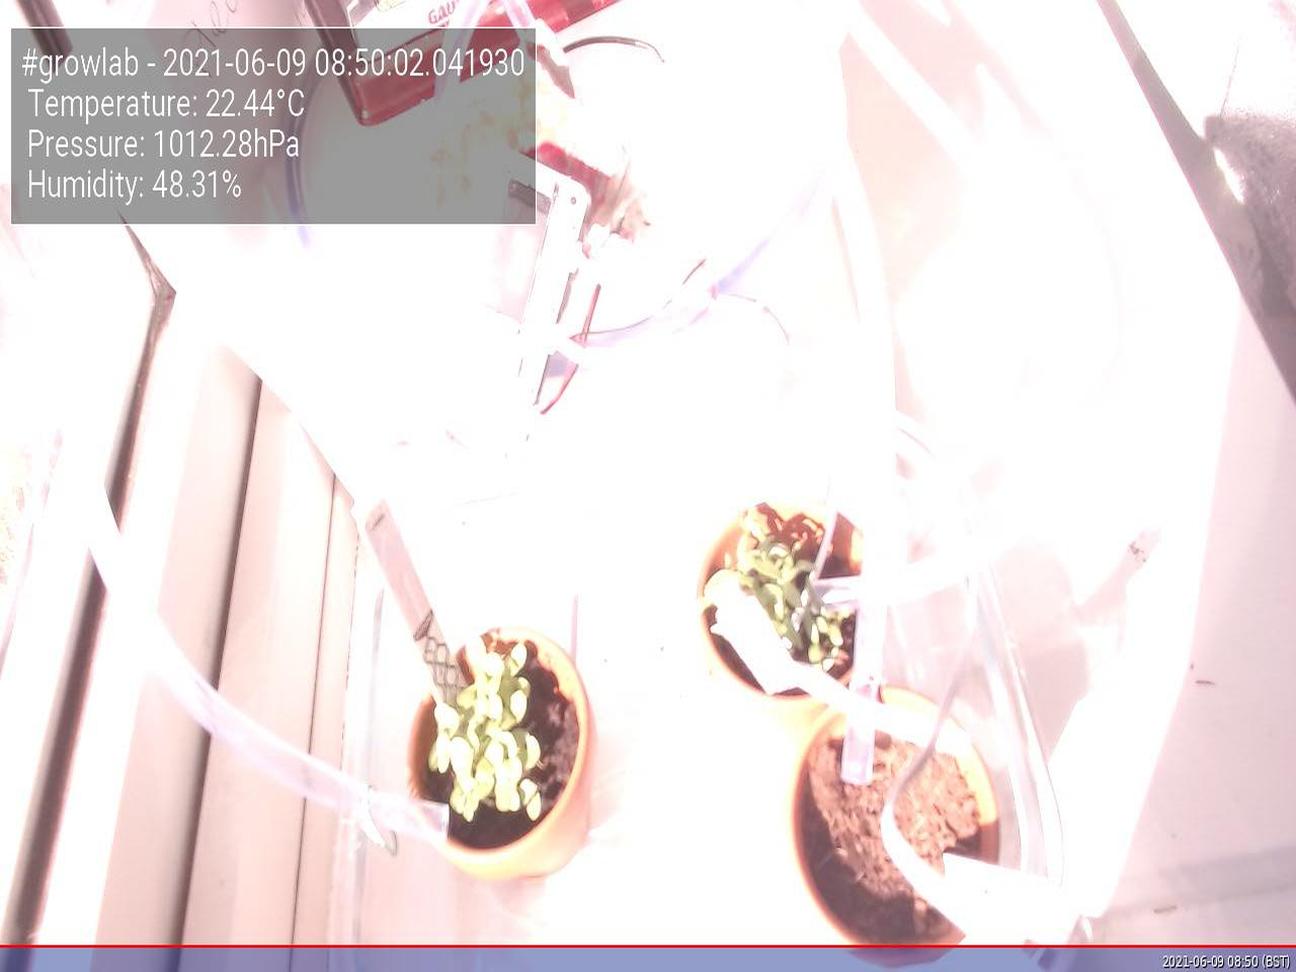 GAU
#growlab - 2021-06-09 08:50:02.041930
Temperature: 22.44°C
Pressure: 1012.28hPa
Humidity: 48.31%
2021-06-09 08:50 (BST)